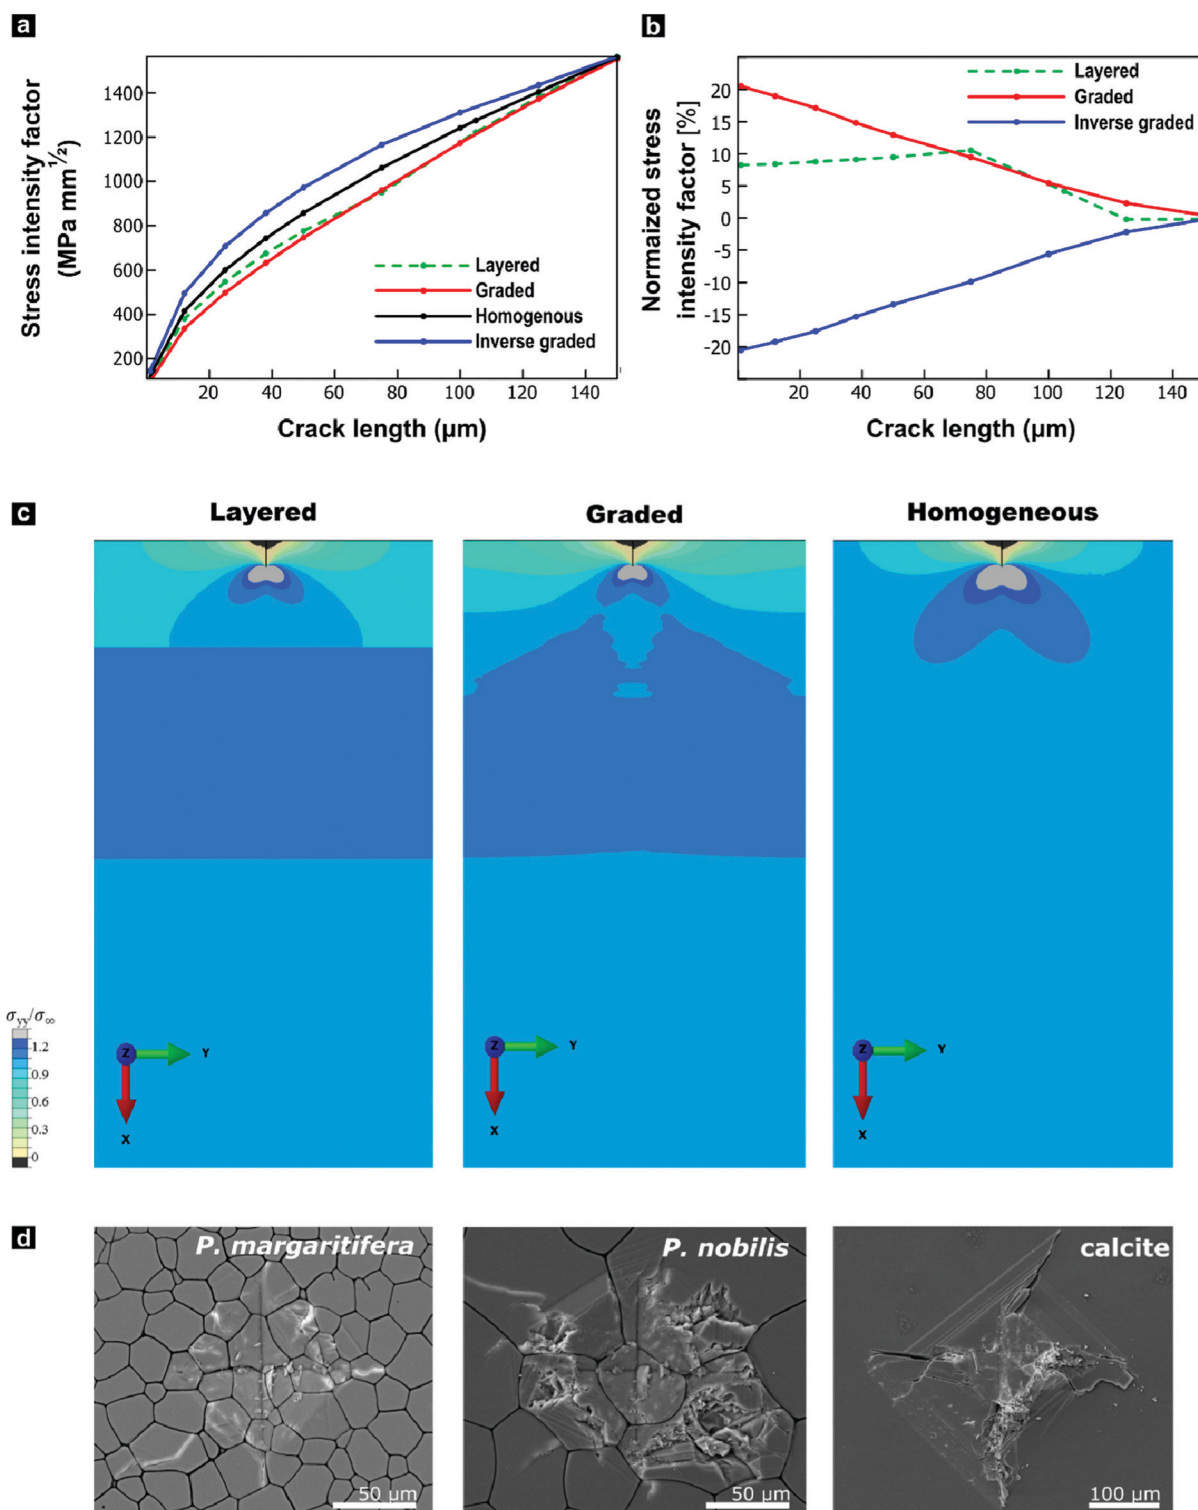 a
Stress intensity factor
(MPa mm½)
1400
1200
1000
800
600
400
200
20 40 60 80 100 120 140
Crack length (µm)
Layered
Graded
Homogenous
Inverse graded
b
Normaized stress
intensity factor [%]
20
15
10
5
0
-5
-10
-15
-20
20 40 60 80 100 120 140
Crack length (µm)
Layered
Graded
Inverse graded
c
Layered
Graded
Homogeneous
σyy/σ∞
1.2
0.9
0.6
0.3
0
Z Y
X
Z Y
X
Z Y
X
d
P. margaritifera
50 µm
P. nobilis
50 µm
calcite
100 µm